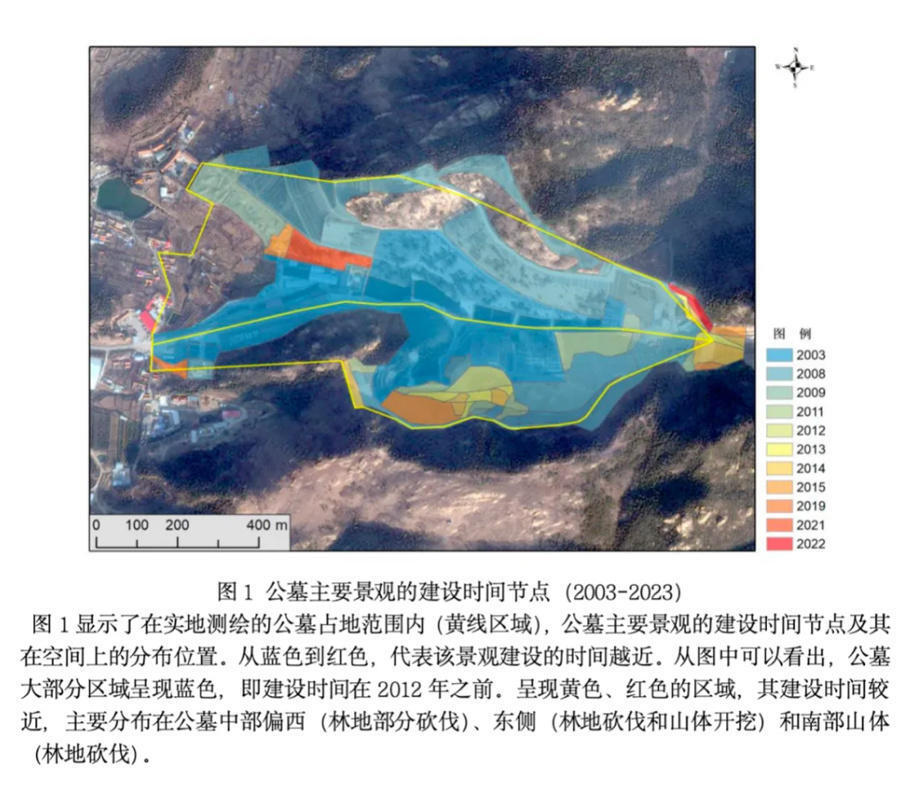 N
W E
S
图 例
2003
2008
2009
2011
2012
2013
2014
2015
2019
2021
2022
0 100 200 400 m
图 1 公墓主要景观的建设时间节点（2003-2023）
图 1 显示了在实地测绘的公墓占地范围内（黄线区域），公墓主要景观的建设时间节点及其
在空间上的分布位置。从蓝色到红色，代表该景观建设的时间越近。从图中可以看出，公墓
大部分区域呈现蓝色，即建设时间在 2012 年之前。呈现黄色、红色的区域，其建设时间较
近，主要分布在公墓中部偏西（林地部分砍伐）、东侧（林地砍伐和山体开挖）和南部山体
（林地砍伐）。